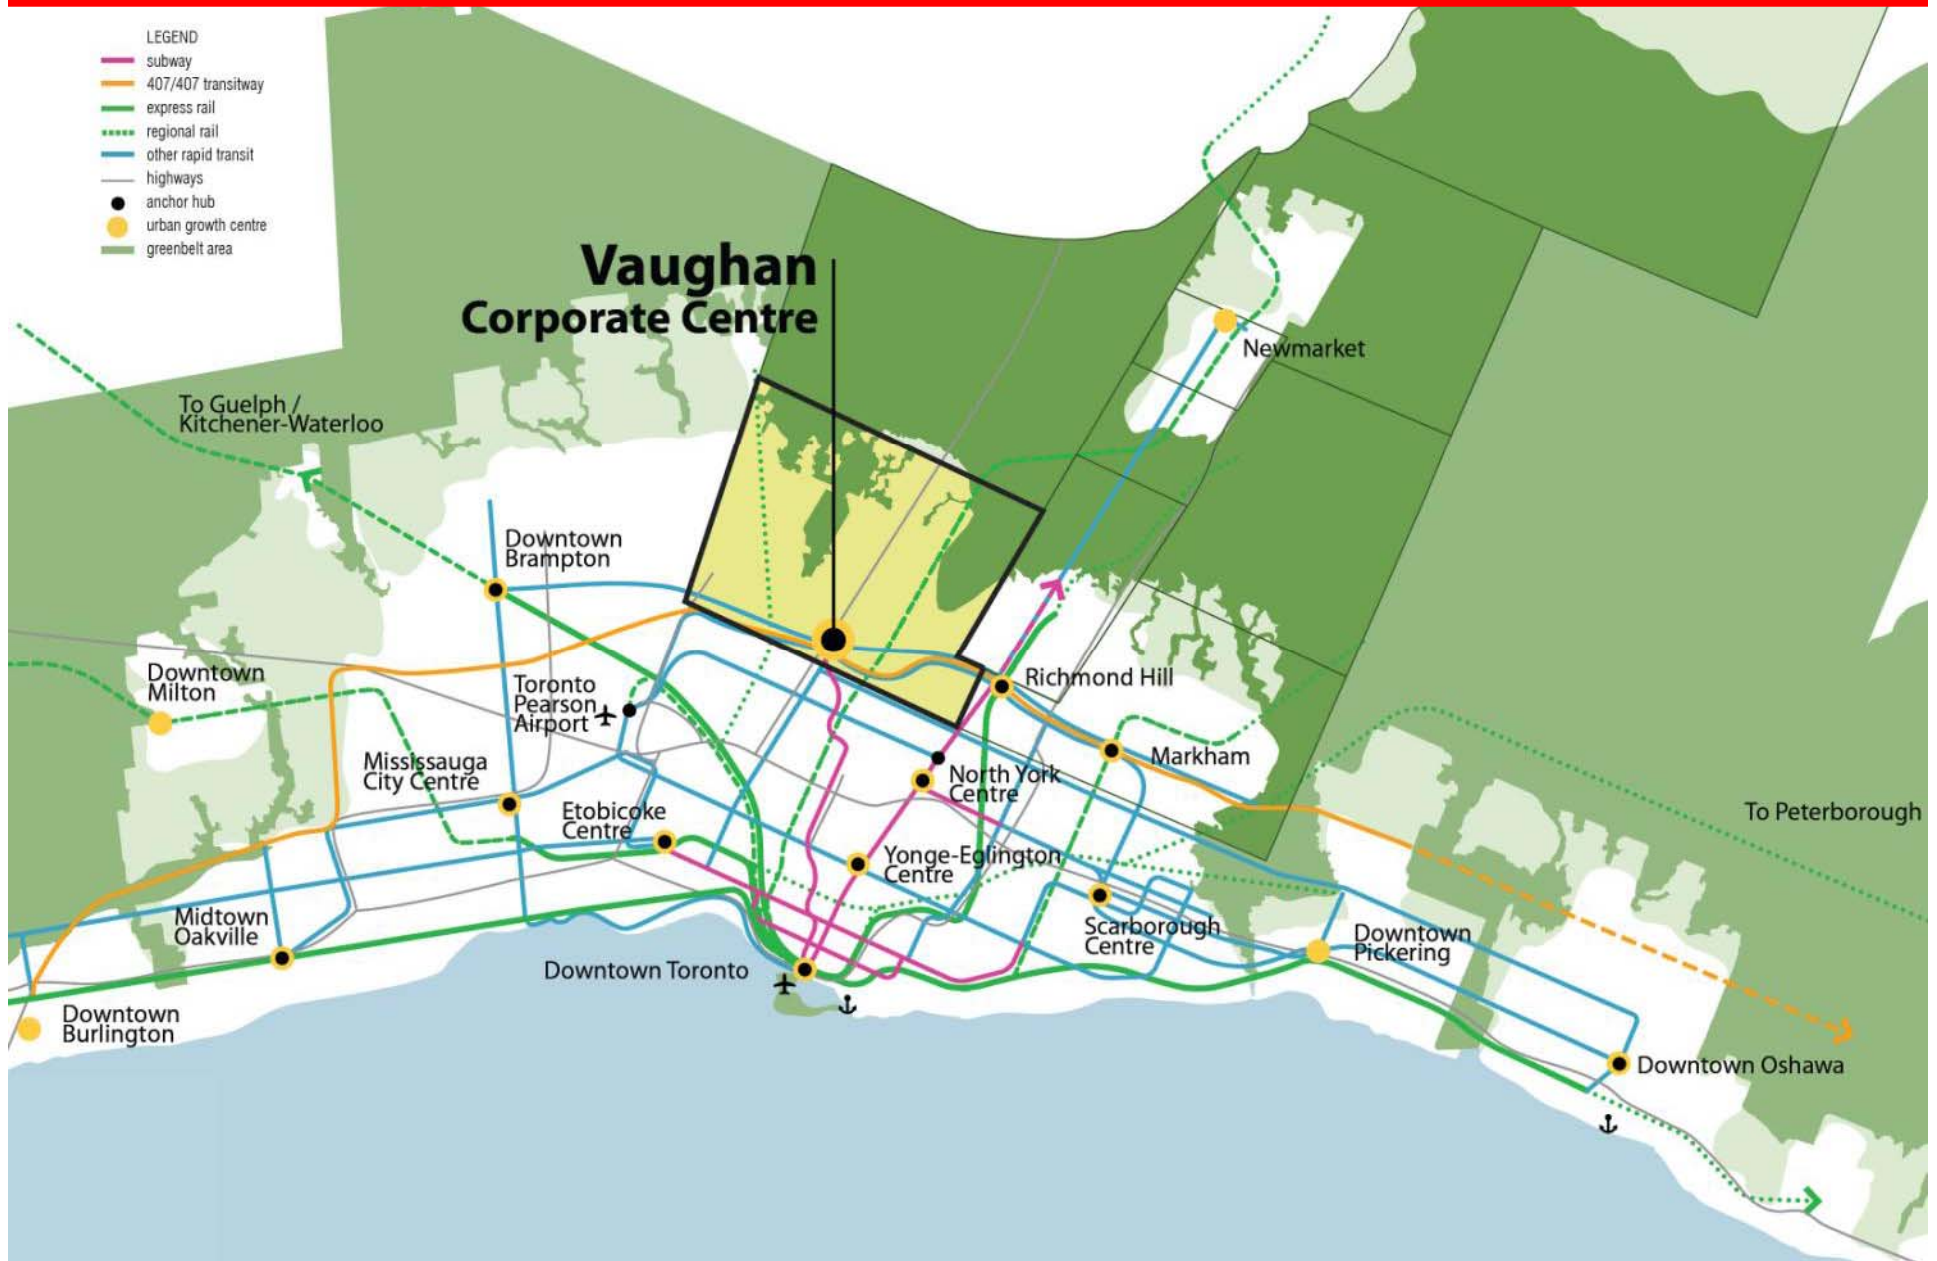 LEGEND
subway
407/407 transitway
express rail
regional rail
other rapid transit
highways
anchor hub
urban growth centre
greenbelt area
Vaughan
Corporate Centre
Newmarket
To Guelph /
Kitchener-Waterloo
Downtown
Brampton
Downtown
Milton
Toronto
Pearson
Airport
Richmond Hill
Mississauga
City Centre
Markham
North York
Centre
Etobicoke
Centre
To Peterborough
Yonge-Eglington
Centre
Midtown
Oakville
Scarborough
Centre
Downtown
Pickering
Downtown Toronto
Downtown
Burlington
Downtown Oshawa